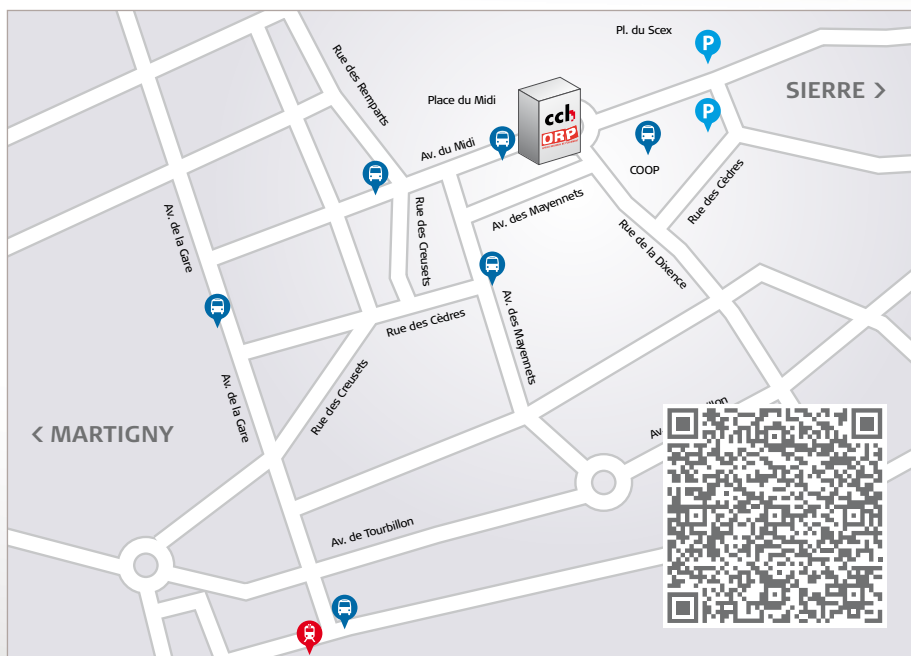 Pl. du Scex
P
SIERRE >
Rue des Remparts
Place du Midi
cch
ORP
P
Av. du Midi
COOP
Rue des Cèdres
Av. des Mayennets
Rue des Creusets
Rue de la Dixence
Av. de la Gare
Av. des Mayennets
Rue des Cèdres
Rue des Creusets
Av. de la Gare
< MARTIGNY
Av. de Tourbillon